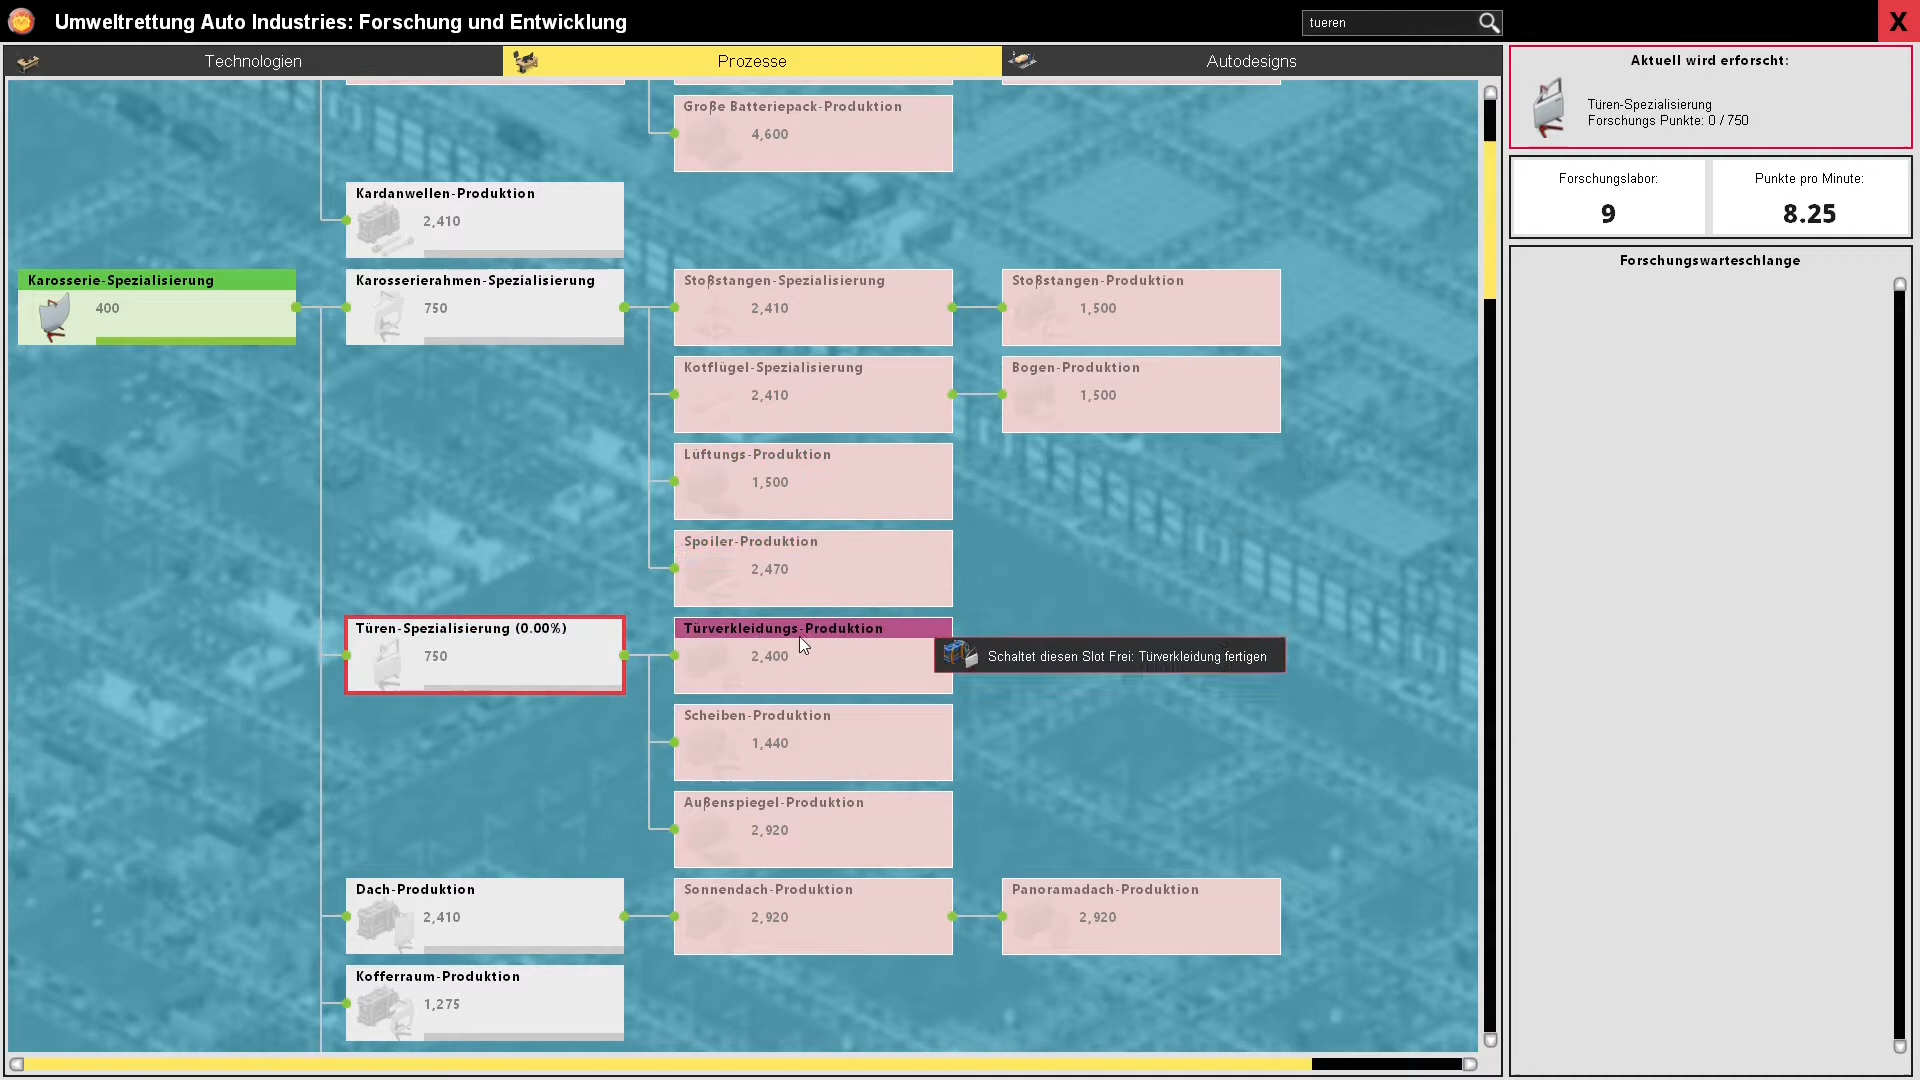 Umweltrettung Auto Industries: Forschung und Entwicklung
tueren
X
Technologien
Prozesse
Autodesigns
Große Batteriepack-Produktion
4,600
Kardanwellen-Produktion
2,410
Karosserie-Spezialisierung
400
Karosserierahmen-Spezialisierung
750
Stoßstangen-Spezialisierung
2,410
Stoßstangen-Produktion
1,500
Kotflügel-Spezialisierung
2,410
Bogen-Produktion
1,500
Lüftungs-Produktion
1,500
Spoiler-Produktion
2,470
Türen-Spezialisierung (0.00%)
750
Türverkleidungs-Produktion
2,400
Schaltet diesen Slot Frei: Türverkleidung fertigen
Scheiben-Produktion
1,440
Außenspiegel-Produktion
2,920
Dach-Produktion
2,410
Sonnendach-Produktion
2,920
Panoramadach-Produktion
2,920
Kofferraum-Produktion
1,275
Aktuell wird erforscht:
Türen-Spezialisierung
Forschungs Punkte: 0 / 750
Forschungslabor:
9
Punkte pro Minute:
8.25
Forschungswarteschlange